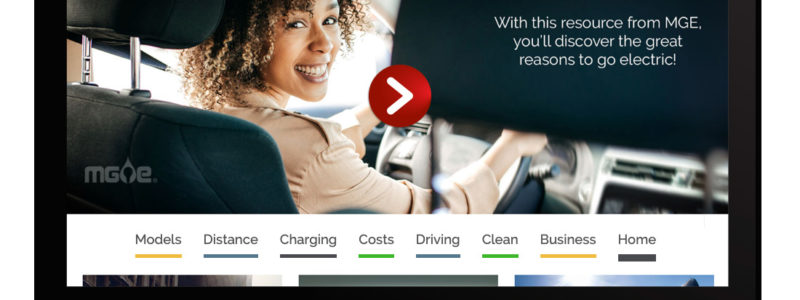 With this resource from MGE,
you'll discover the great
reasons to go electric!
mge
Models Distance Charging Costs Driving Clean Business Home